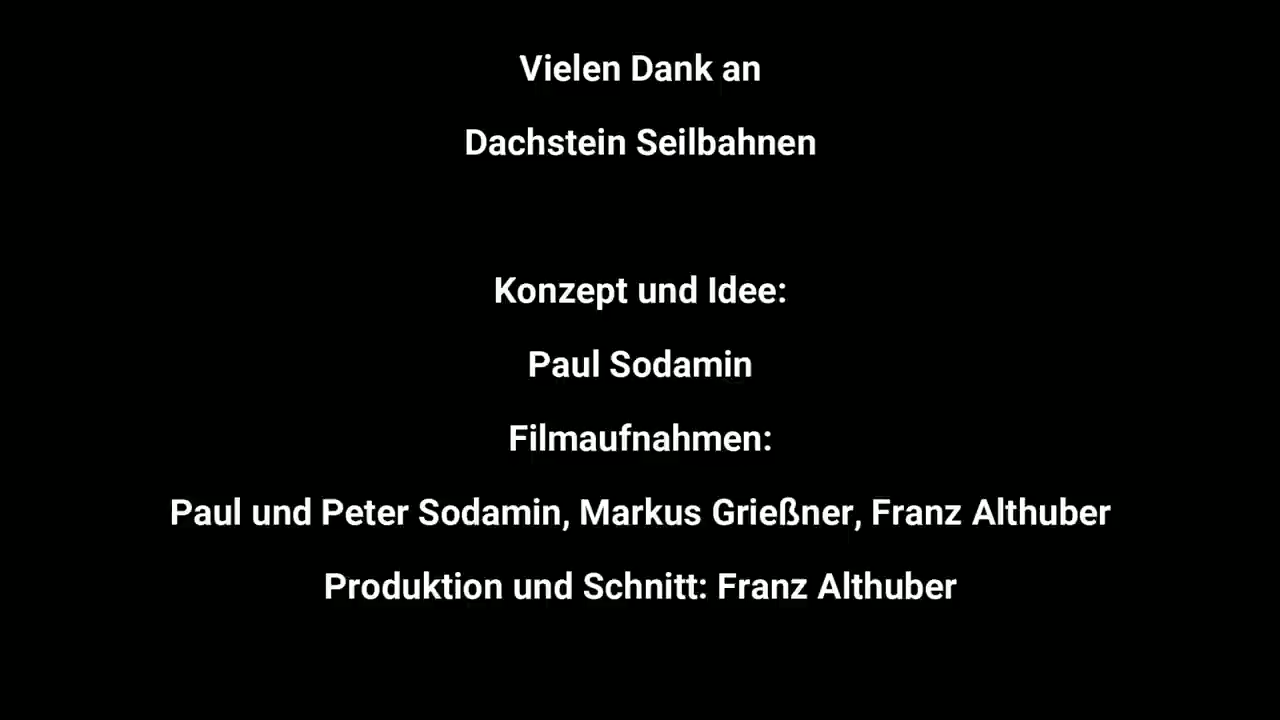 Vielen Dank an
Dachstein Seilbahnen
Konzept und Idee:
Paul Sodamin
Filmaufnahmen:
Paul und Peter Sodamin, Markus Grießner, Franz Althuber
Produktion und Schnitt: Franz Althuber